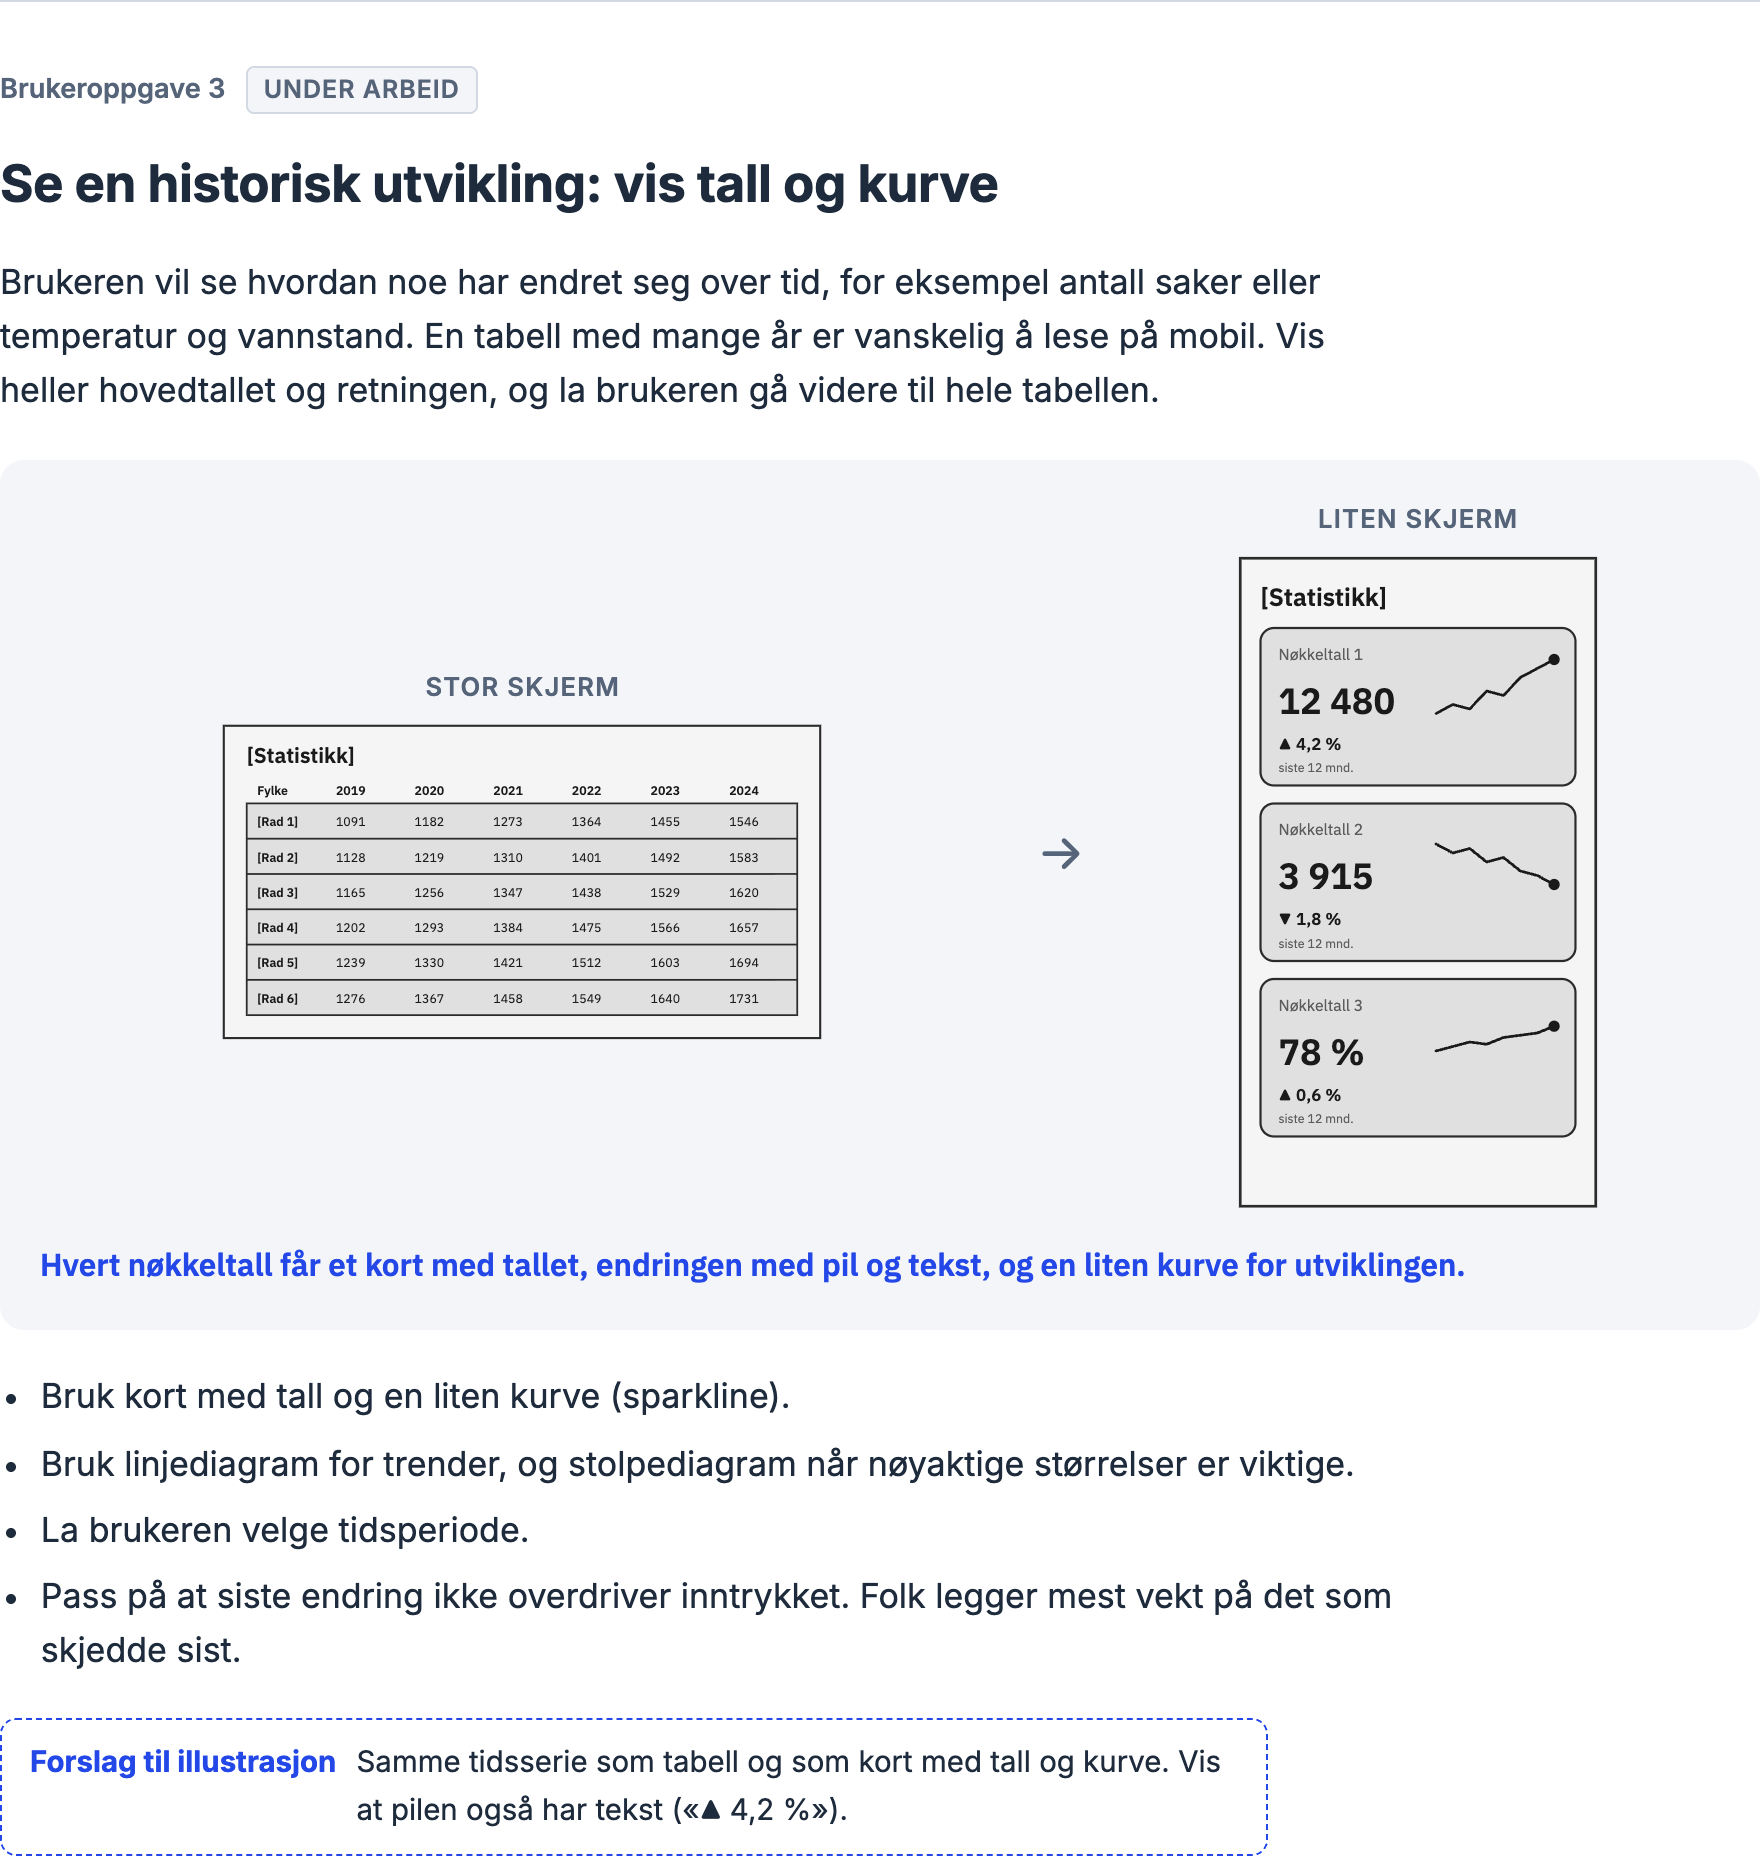 Brukeroppgave 3 UNDER ARBEID
Se en historisk utvikling: vis tall og kurve
Brukeren vil se hvordan noe har endret seg over tid, for eksempel antall saker eller
temperatur og vannstand. En tabell med mange år er vanskelig å lese på mobil. Vis
heller hovedtallet og retningen, og la brukeren gå videre til hele tabellen.
STOR SKJERM
[Statistikk]
Fylke 2019 2020 2021 2022 2023 2024
[Rad 1] 1091 1182 1273 1364 1455 1546
[Rad 2] 1128 1219 1310 1401 1492 1583
[Rad 3] 1165 1256 1347 1438 1529 1620
[Rad 4] 1202 1293 1384 1475 1566 1657
[Rad 5] 1239 1330 1421 1512 1603 1694
[Rad 6] 1276 1367 1458 1549 1640 1731
→
LITEN SKJERM
[Statistikk]
Nøkkeltall 1
12 480
▲ 4,2 %
siste 12 mnd.
Nøkkeltall 2
3 915
▼ 1,8 %
siste 12 mnd.
Nøkkeltall 3
78 %
▲ 0,6 %
siste 12 mnd.
Hvert nøkkeltall får et kort med tallet, endringen med pil og tekst, og en liten kurve for utviklingen.
• Bruk kort med tall og en liten kurve (sparkline).
• Bruk linjediagram for trender, og stolpediagram når nøyaktige størrelser er viktige.
• La brukeren velge tidsperiode.
• Pass på at siste endring ikke overdriver inntrykket. Folk legger mest vekt på det som
skjedde sist.
Forslag til illustrasjon Samme tidsserie som tabell og som kort med tall og kurve. Vis
at pilen også har tekst («▲ 4,2 %»).